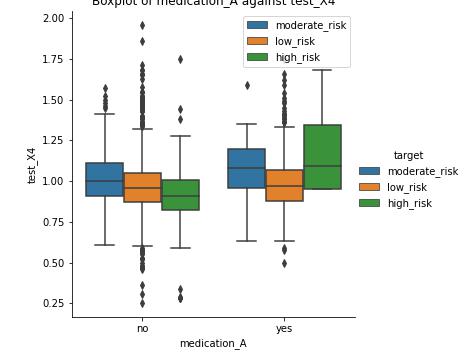 Boxplot of medication_A against test_X4
moderate_risk
low_risk
high_risk
2.00
1.75
1.50
1.25
1.00
0.75
0.50
0.25
test_X4
no
yes
medication_A
target
moderate_risk
low_risk
high_risk